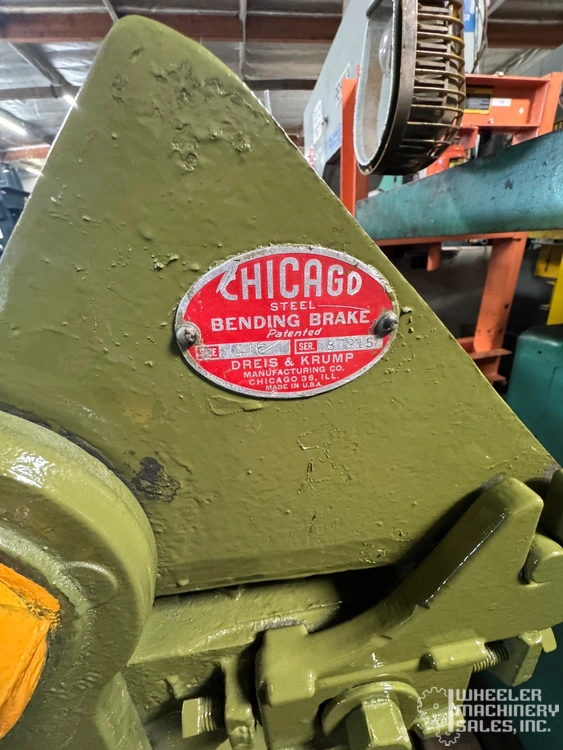 CHICAGO
STEEL
BENDING BRAKE
Patented
SIZE 416 SER. 87215
DREIS & KRUMP
MANUFACTURING CO.
CHICAGO 36, ILL.
MADE IN U.S.A.
WHEELER
MACHINERY
SALES, INC.